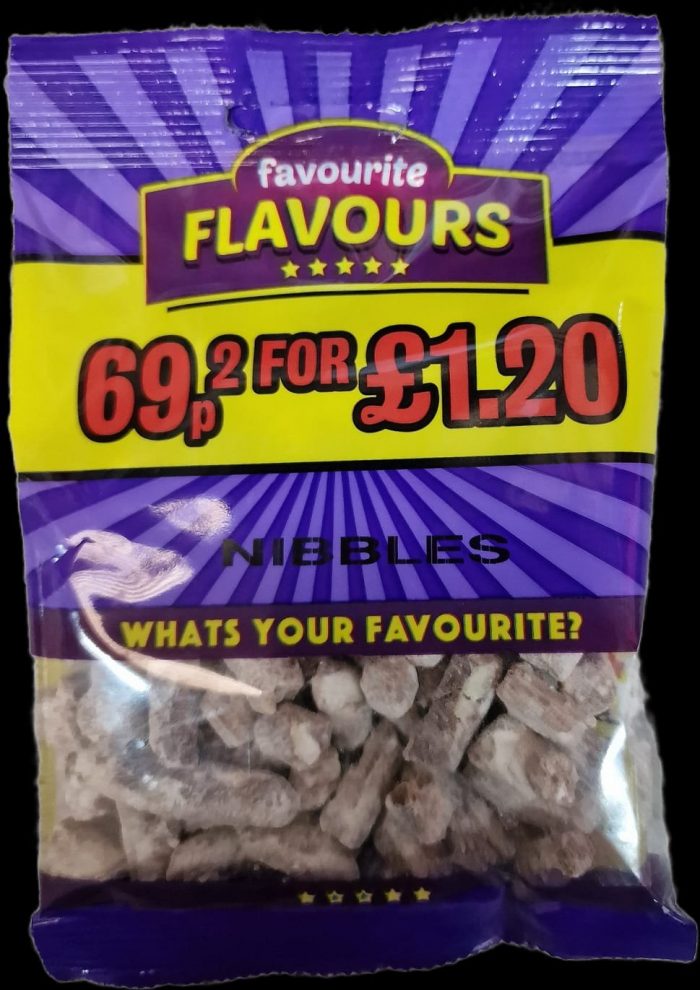 favourite
FLAVOURS
69p 2 FOR £1.20
NIBBLES
WHATS YOUR FAVOURITE?